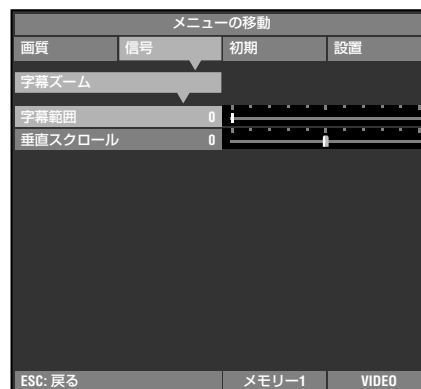 メニューの移動
画質 信号 初期 設置
字幕ズーム
字幕範囲 0
垂直スクロール 0
ESC: 戻る メモリー1 VIDEO